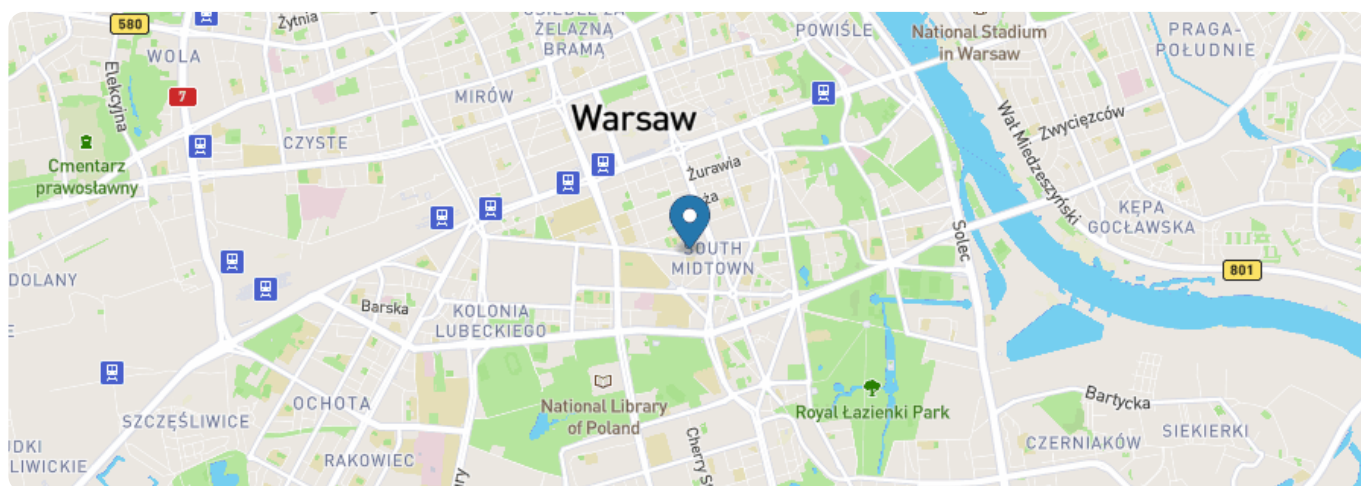 580
Żytnia
ŻELAZNĄ
BRAMĄ
POWIŚLE
National Stadium
in Warsaw
PRAGA-
POŁUDNIE
WOLA
Elekcyjna
7
MIRÓW
Warsaw
Wał Miedzeszyński
Zwycięzców
CZYSTE
Cmentarz
prawosławny
Żurawia
KĘPA
GOCŁAWSKA
Solec
SOUTH
MIDTOWN
801
DOLANY
Barska
KOLONIA
LUBECKIEGO
National Library
of Poland
Royal Łazienki Park
Bartycka
OCHOTA
SZCZĘŚLIWICE
CZERNIAKÓW
SIEKIERKI
RAKOWIEC
LIWICKIE
Cherry